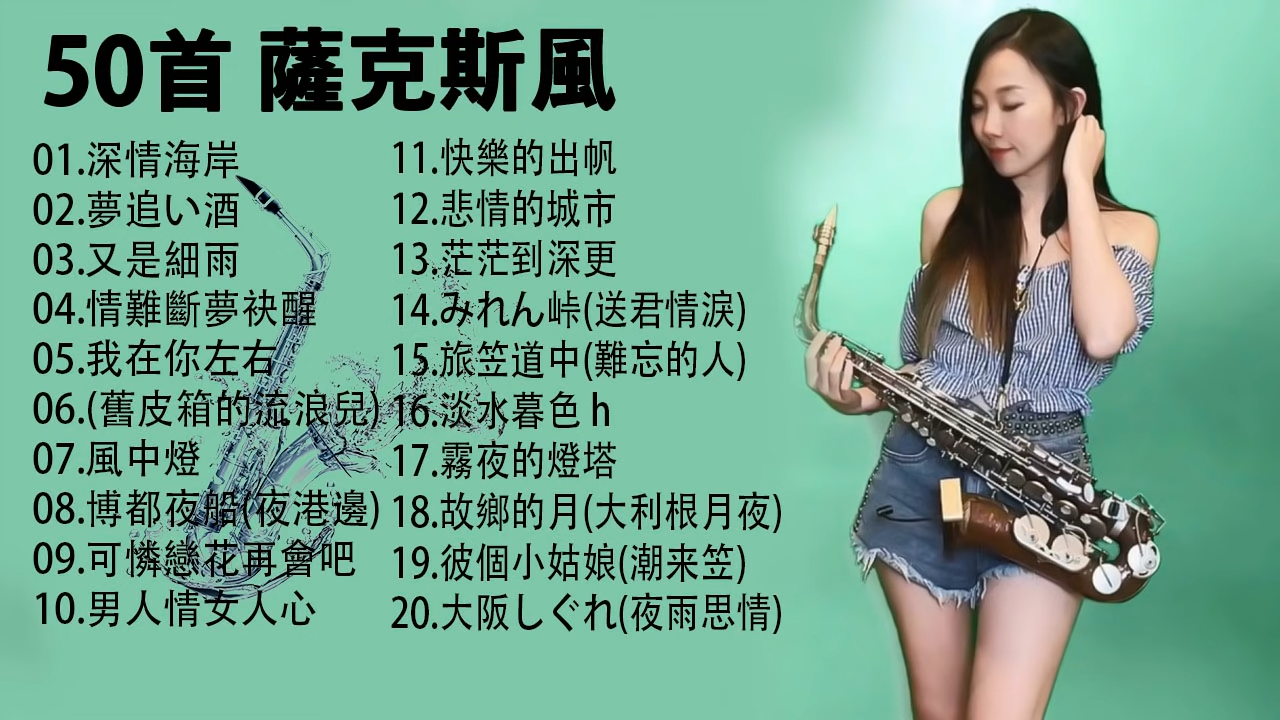 50首 薩克斯風
01.深情海岸
02.夢追い酒
03.又是細雨
04.情難斷夢袂醒
05.我在你左右
06.(舊皮箱的流浪兒)
07.風中燈
08.博都夜船(夜港邊)
09.可憐戀花再會吧
10.男人情女人心
11.快樂的出帆
12.悲情的城市
13.茫茫到深更
14.みれん峠(送君情淚)
15.旅笠道中(難忘的人)
16.淡水暮色 h
17.霧夜的燈塔
18.故鄉的月(大利根月夜)
19.彼個小姑娘(潮来笠)
20.大阪しぐれ(夜雨思情)